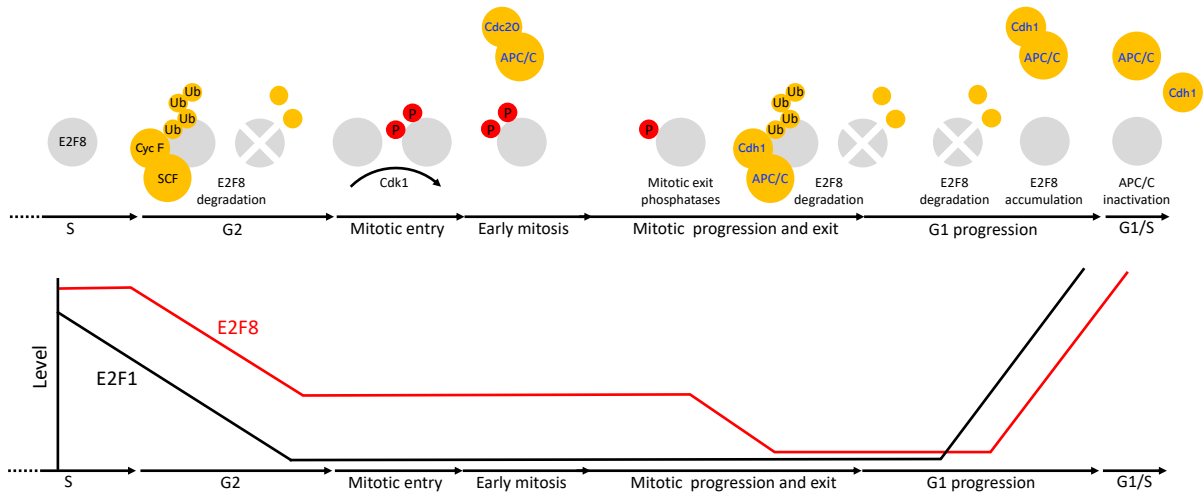 Cdc20
APC/C
Cdh1
APC/C
APC/C
Cdh1
Ub
Ub
Ub
Ub
E2F8
Cyc F
SCF
E2F8
degradation
P
P
Cdk1
P
P
P
Mitotic exit
phosphatases
Ub
Ub
Ub
Ub
Cdh1
APC/C
E2F8
degradation
E2F8
degradation
E2F8
accumulation
APC/C
inactivation
S
G2
Mitotic entry
Early mitosis
Mitotic progression and exit
G1 progression
G1/S
Level
E2F8
E2F1
S
G2
Mitotic entry
Early mitosis
Mitotic progression and exit
G1 progression
G1/S